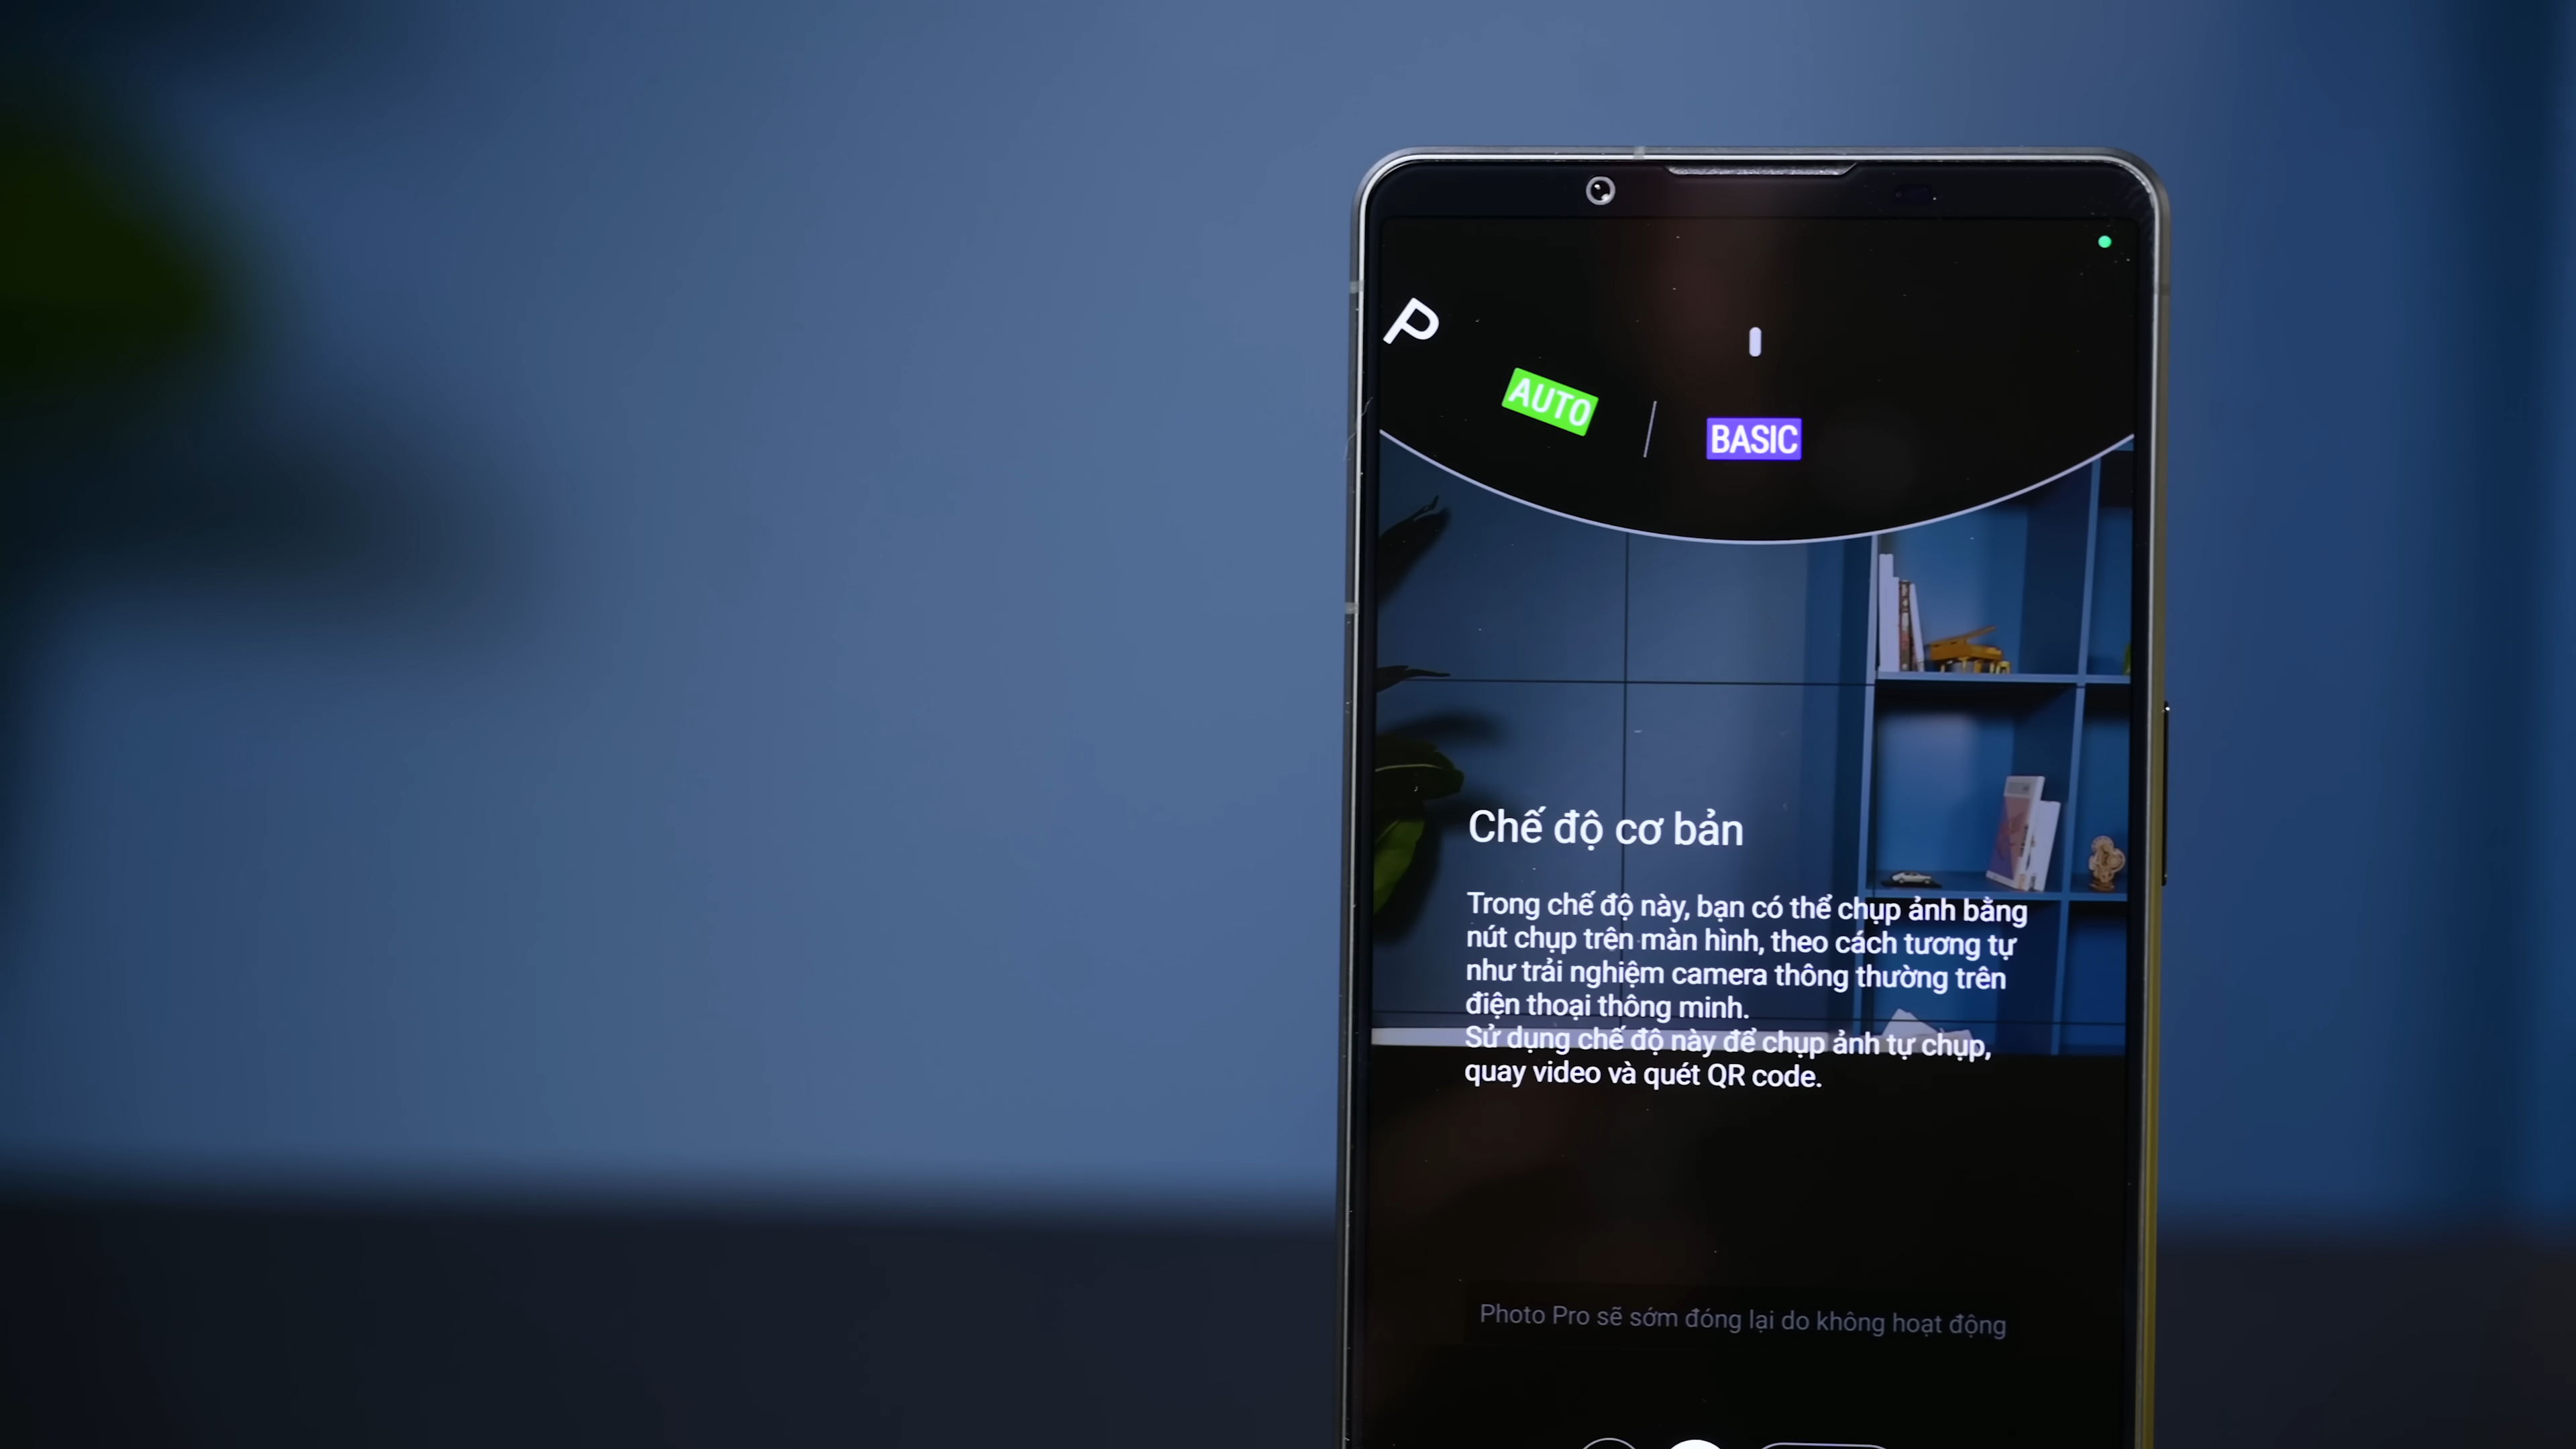 P
AUTO
BASIC
Chế độ cơ bản
Trong chế độ này, bạn có thể chụp ảnh bằng
nút chụp trên màn hình, theo cách tương tự
như trải nghiệm camera thông thường trên
điện thoại thông minh.
Sử dụng chế độ này để chụp ảnh tự chụp,
quay video và quét QR code.
Photo Pro sẽ sớm đóng lại do không hoạt động